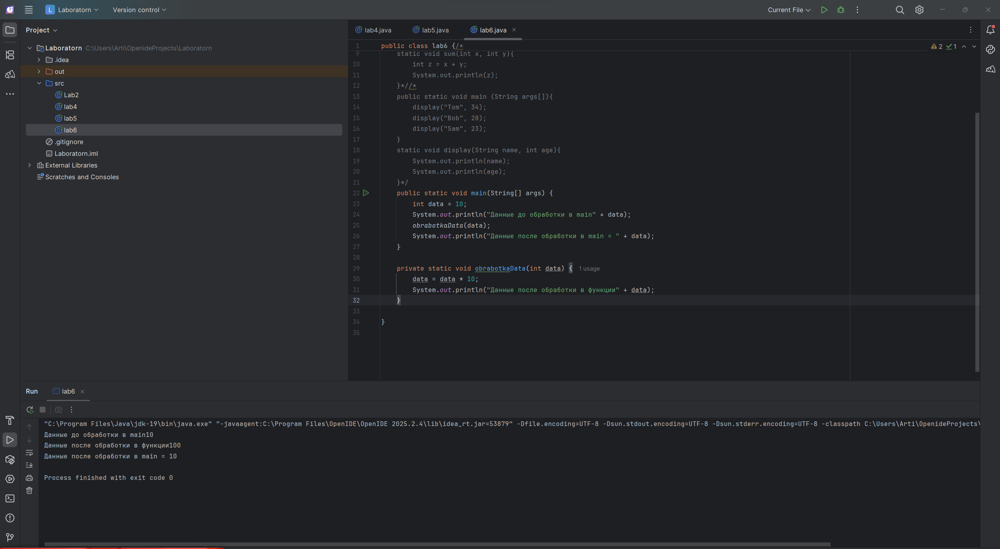 L Laboratorn Version control Current File
Project
Laboratorn C:\Users\Arti\OpenideProjects\Laboratorn
.idea
out
src
Lab2
lab4
lab5
lab6
.gitignore
Laboratorn.iml
External Libraries
Scratches and Consoles
lab4.java lab5.java lab6.java
2 1
1 public class lab6 {/*
9 static void sum(int x, int y){
10 int z = x + y;
11 System.out.println(z);
12 }*//*
13 public static void main (String args[]){
14 display("Tom", 34);
15 display("Bob", 28);
16 display("Sam", 23);
17 }
18 static void display(String name, int age){
19 System.out.println(name);
20 System.out.println(age);
21 }*/
22 public static void main(String[] args) {
23 int data = 10;
24 System.out.println("Данные до обработки в main" + data);
25 obrabotkaData(data);
26 System.out.println("Данные после обработки в main = " + data);
27 }
28
29 private static void obrabotkaData(int data) { 1 usage
30 data = data * 10;
31 System.out.println("Данные после обработки в функции" + data);
32 }
33
34 }
35
Run lab6
"C:\Program Files\Java\jdk-19\bin\java.exe" "-javaagent:C:\Program Files\OpenIDE\OpenIDE 2025.2.4\lib\idea_rt.jar=53879" -Dfile.encoding=UTF-8 -Dsun.stdout.encoding=UTF-8 -Dsun.stderr.encoding=UTF-8 -classpath C:\Users\Arti\OpenideProjects\
Данные до обработки в main10
Данные после обработки в функции100
Данные после обработки в main = 10
Process finished with exit code 0